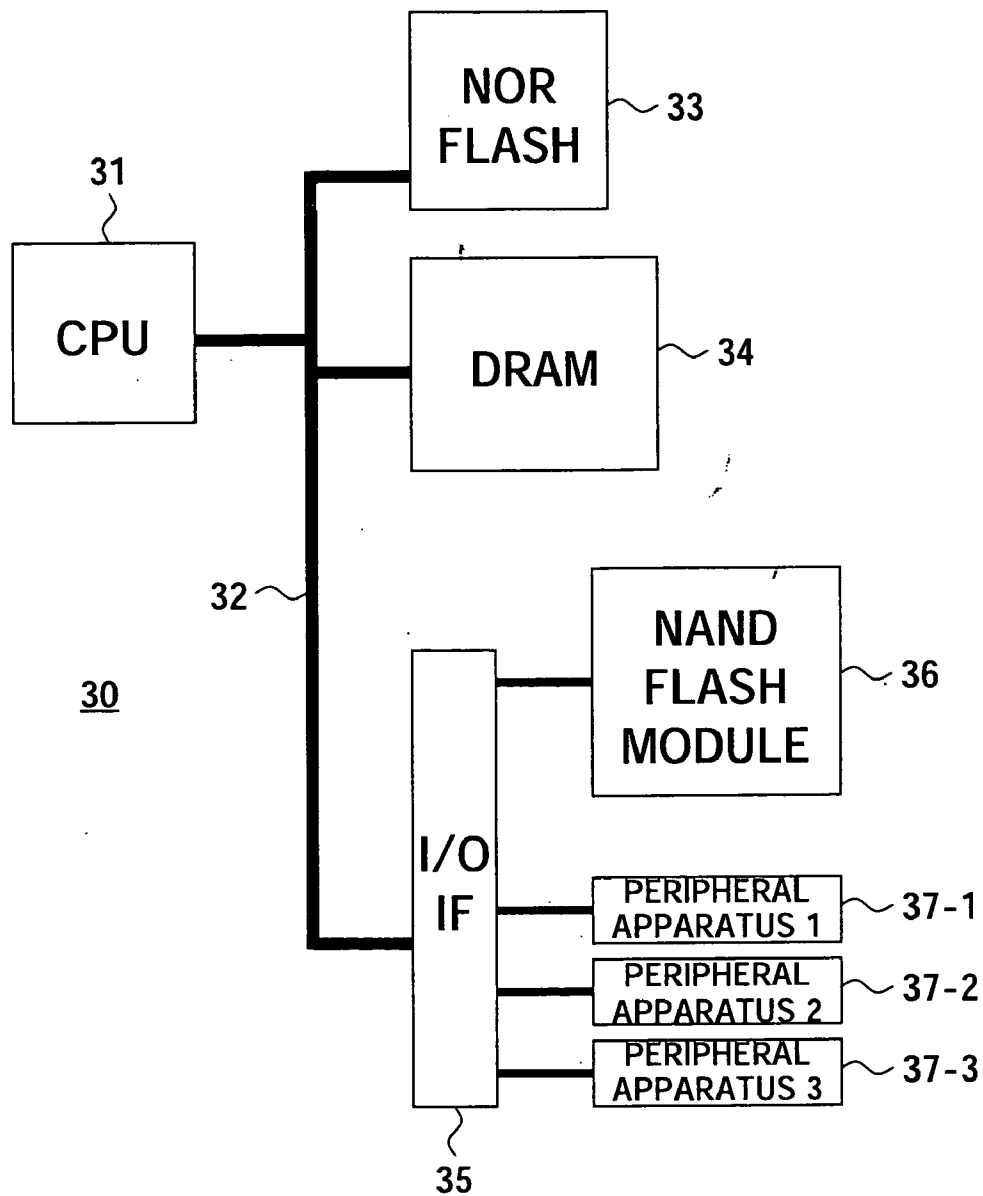 NOR
FLASH
33
31
CPU
DRAM
34
32
30
NAND
FLASH
MODULE
36
I/O
IF
PERIPHERAL
APPARATUS 1
37-1
PERIPHERAL
APPARATUS 2
37-2
PERIPHERAL
APPARATUS 3
37-3
35